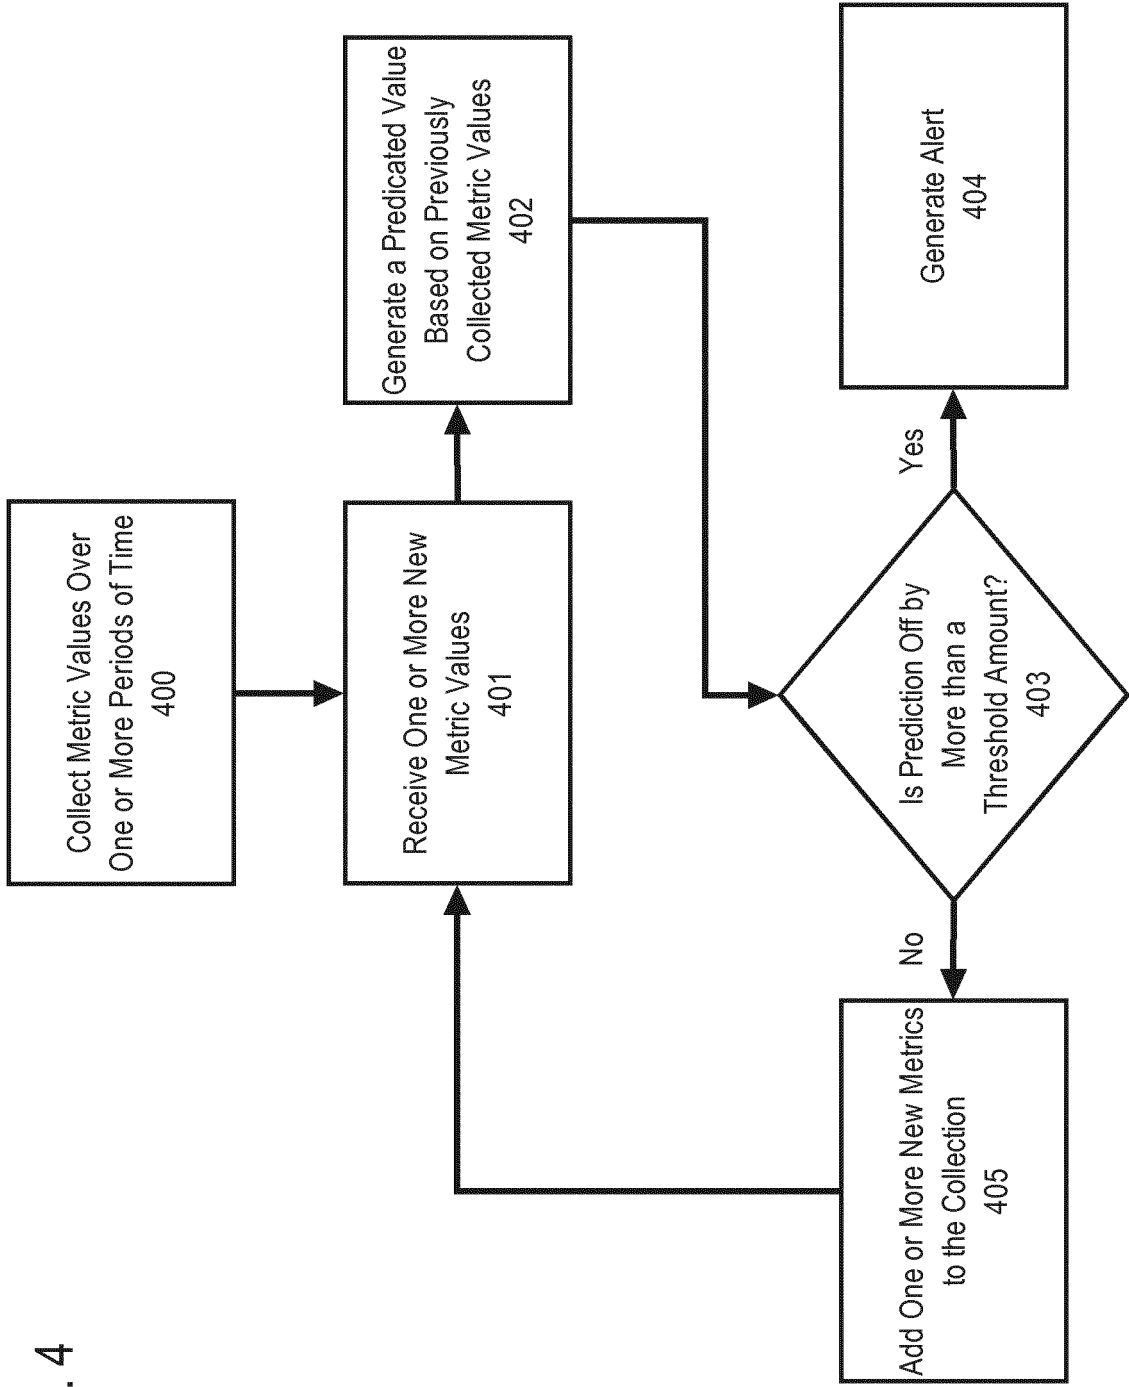 . 4
Collect Metric Values Over
One or More Periods of Time
400
Receive One or More New
Metric Values
401
Generate a Predicated Value
Based on Previously
Collected Metric Values
402
Is Prediction Off by
More than a
Threshold Amount?
403
Yes
Generate Alert
404
No
Add One or More New Metrics
to the Collection
405